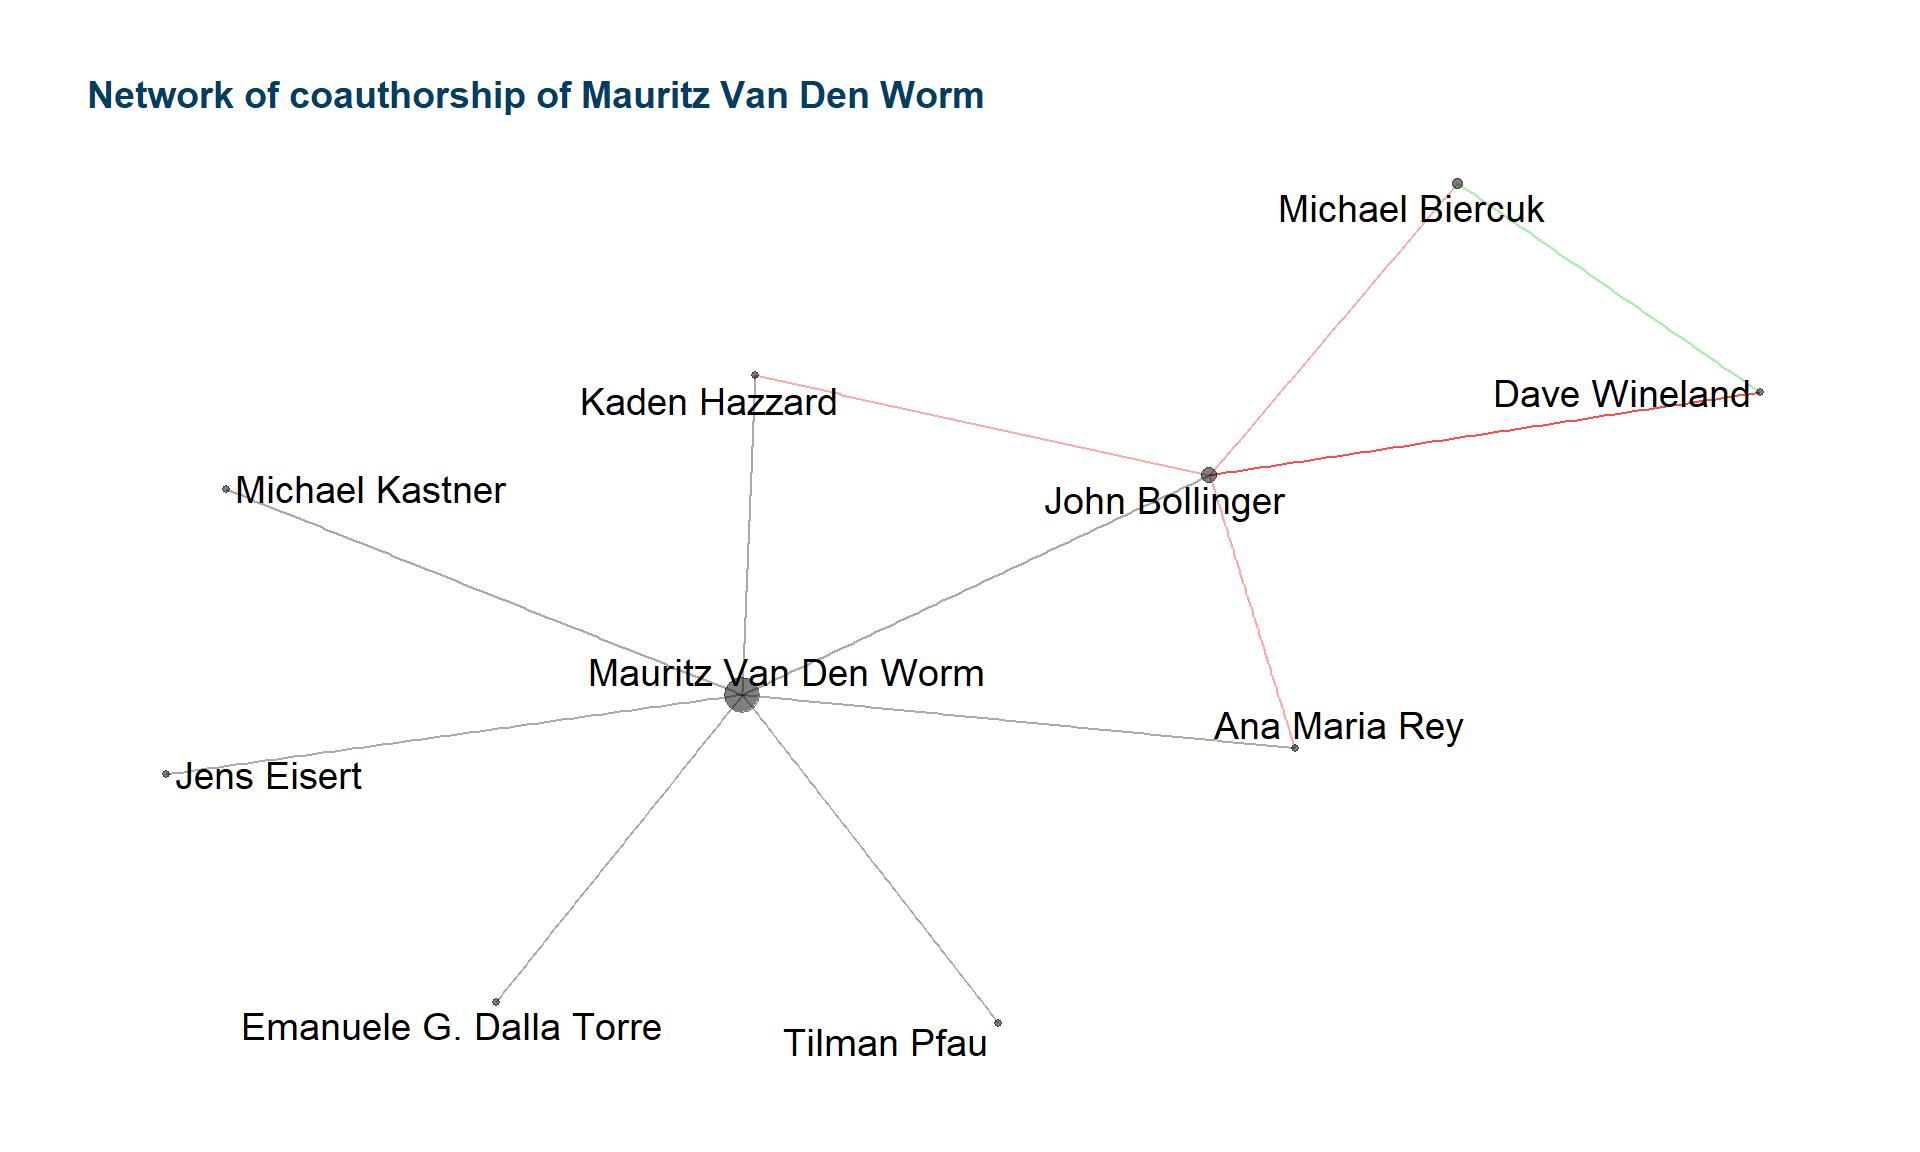 Network of coauthorship of Mauritz Van Den Worm
Michael Biercuk
Dave Wineland
Kaden Hazzard
Michael Kastner
John Bollinger
Mauritz Van Den Worm
Ana Maria Rey
Jens Eisert
Emanuele G. Dalla Torre
Tilman Pfau